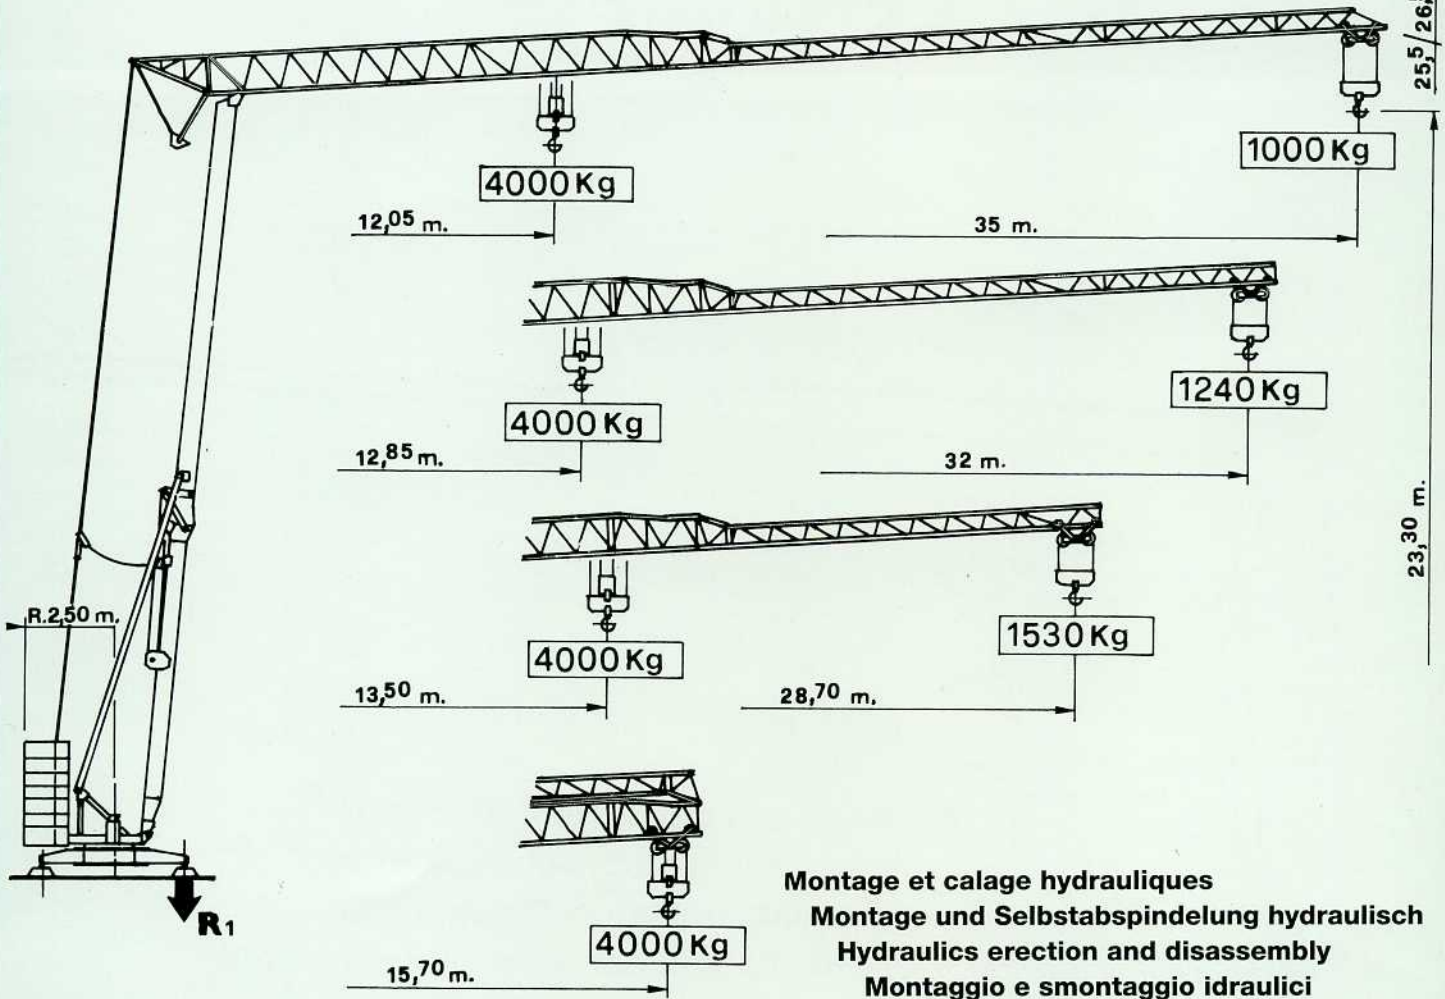 25,5 / 26,
4000 Kg
1000 Kg
12,05 m.
35 m.
4000 Kg
1240 Kg
12,85 m.
32 m.
23,30 m.
R.2,50 m.
4000 Kg
1530 Kg
13,50 m.
28,70 m.
R1
4000 Kg
15,70 m.
Montage et calage hydrauliques
Montage und Selbstabspindelung hydraulisch
Hydraulics erection and disassembly
Montaggio e smontaggio idraulici